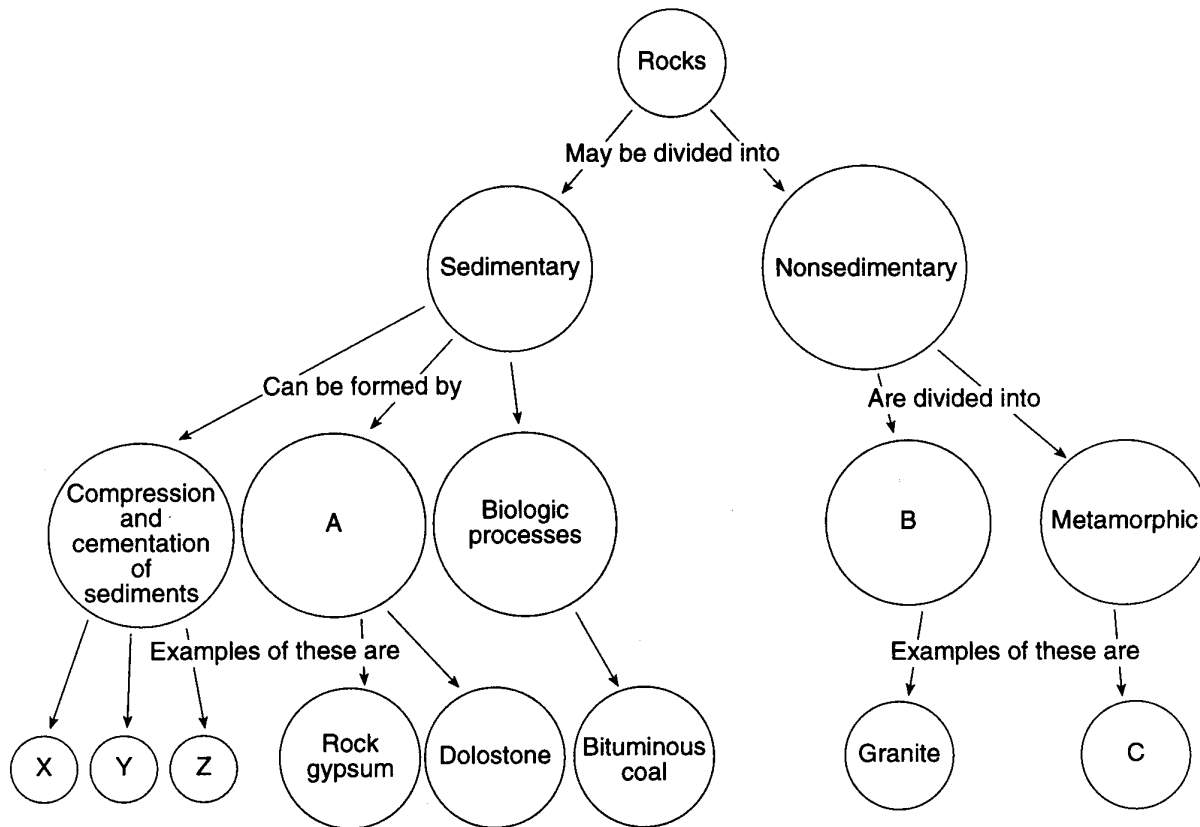 Rocks
May be divided into
Sedimentary
Nonsedimentary
Can be formed by
Are divided into
Compression
and
cementation
of
sediments
A
Biologic
processes
B
Metamorphic
Examples of these are
Examples of these are
X
Y
Z
Rock
gypsum
Dolostone
Bituminous
coal
Granite
C